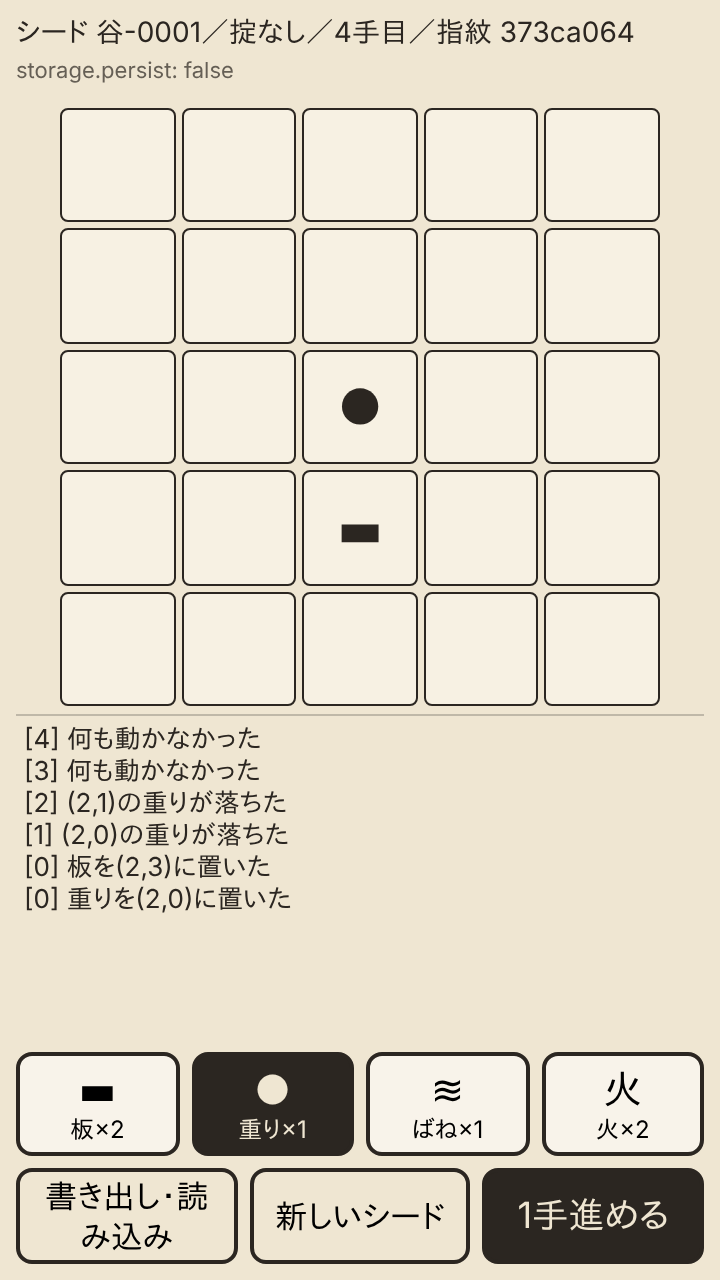 シード 谷-0001／掟なし／4手目／指紋 373ca064
storage.persist: false
[4] 何も動かなかった
[3] 何も動かなかった
[2] (2,1)の重りが落ちた
[1] (2,0)の重りが落ちた
[0] 板を(2,3)に置いた
[0] 重りを(2,0)に置いた
板×2
重り×1
ばね×1
火
火×2
書き出し・読
み込み
新しいシード
1手進める